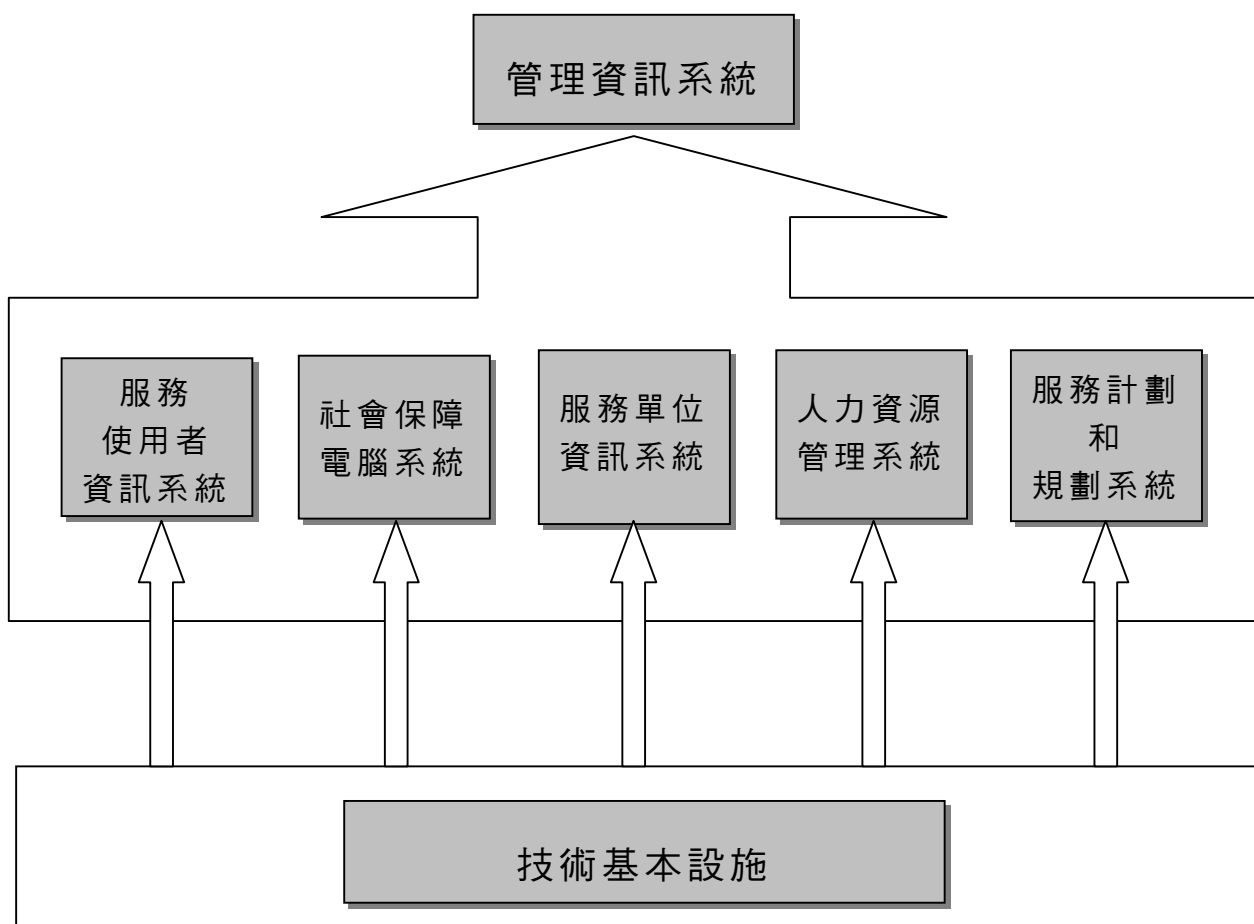 管理資訊系統
服務
使用者
資訊系統
社會保障
電腦系統
服務單位
資訊系統
人力資源
管理系統
服務計劃
和
規劃系統
技術基本設施